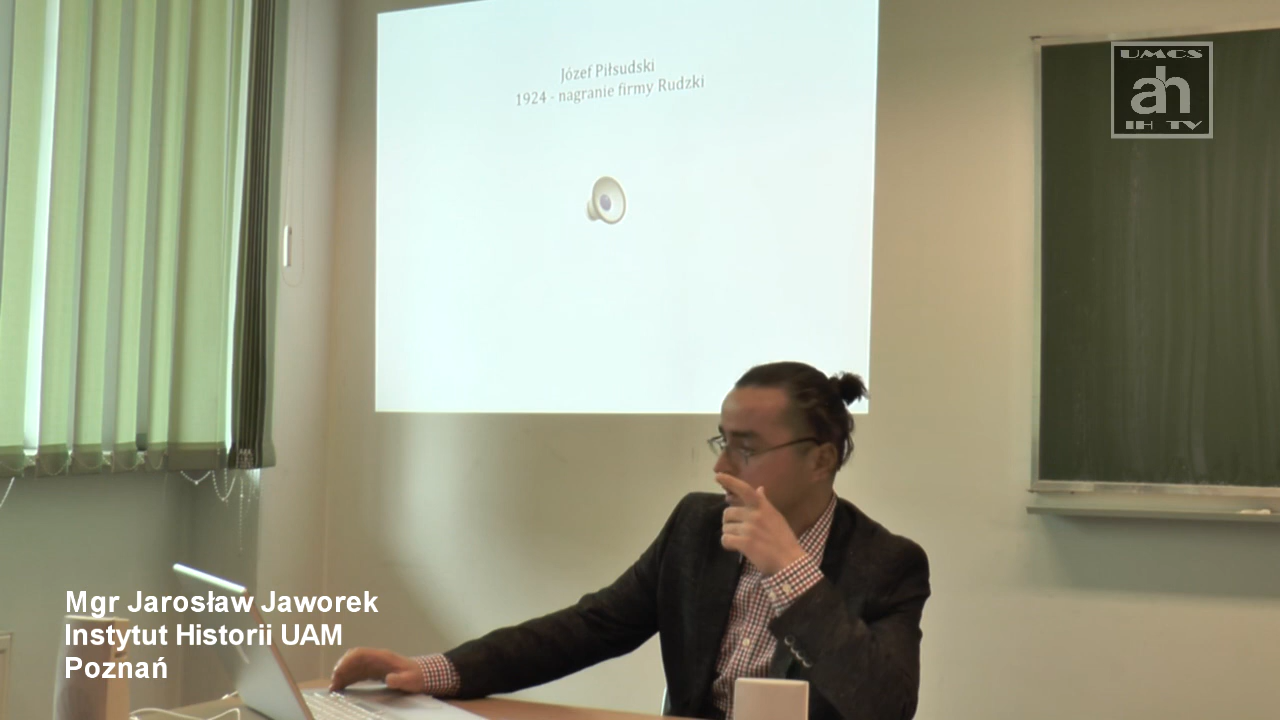 Józef Piłsudski
1924 - nagranie firmy Rudzki
UMCS
ah
IH TV
Mgr Jarosław Jaworek
Instytut Historii UAM
Poznań